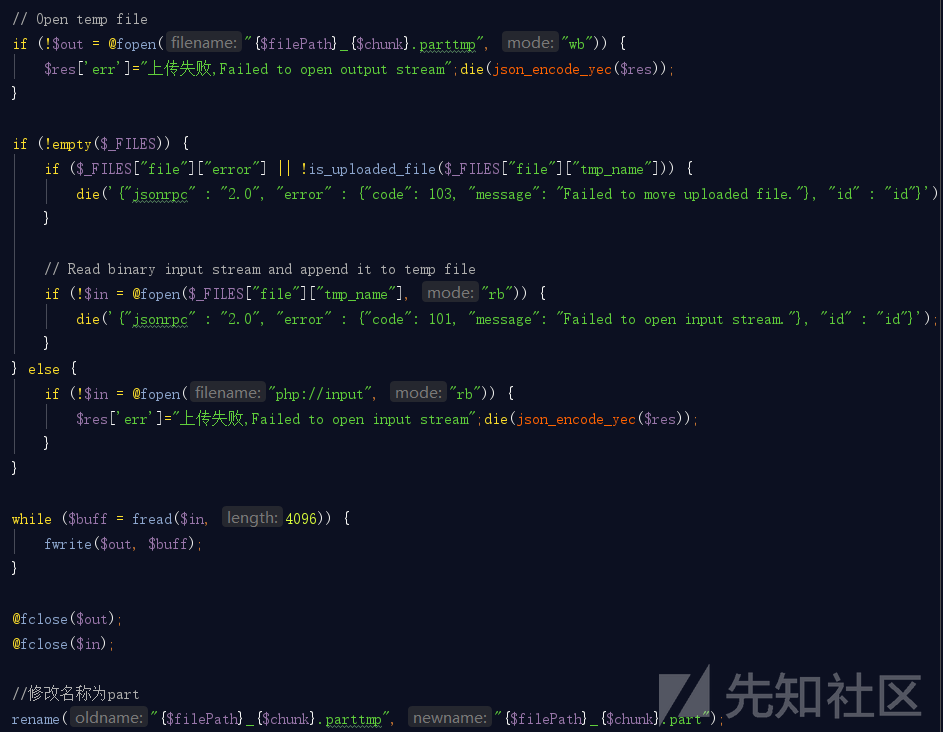 // Open temp file
if (!$out = @fopen( filename: "{$filePath}_{$chunk}.parttmp", mode: "wb")) {
    $res['err']="上传失败,Failed to open output stream";die(json_encode_yec($res));
}

if (!empty($_FILES)) {
    if ($_FILES["file"]["error"] || !is_uploaded_file($_FILES["file"]["tmp_name"])) {
        die('{"jsonrpc" : "2.0", "error" : {"code": 103, "message": "Failed to move uploaded file."}, "id" : "id"}')
    }

    // Read binary input stream and append it to temp file
    if (!$in = @fopen($_FILES["file"]["tmp_name"], mode: "rb")) {
        die('{"jsonrpc" : "2.0", "error" : {"code": 101, "message": "Failed to open input stream."}, "id" : "id"}');
    }
} else {
    if (!$in = @fopen( filename: "php://input", mode: "rb")) {
        $res['err']="上传失败,Failed to open input stream";die(json_encode_yec($res));
    }
}

while ($buff = fread($in, length: 4096)) {
    fwrite($out, $buff);
}

@fclose($out);
@fclose($in);

//修改名称为part
rename( oldname: "{$filePath}_{$chunk}.parttmp", newname: "{$filePath}_{$chunk}.part");
先知社区